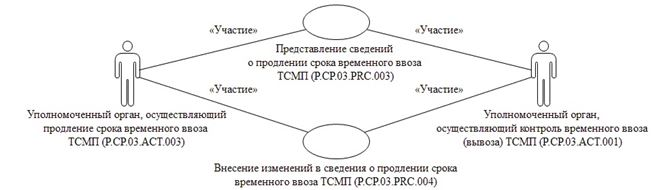 «Участие»
«Участие»
Представление сведений
о продлении срока временного ввоза
ТСМП (P.CP.03.PRC.003)
«Участие»
«Участие»
Уполномоченный орган, осуществляющий
продление срока временного ввоза
ТСМП (P.CP.03.ACT.003)
Уполномоченный орган,
осуществляющий контроль временного ввоза
(вывоза) ТСМП (P.CP.03.ACT.001)
Внесение изменений в сведения о продлении срока
временного ввоза ТСМП (P.CP.03.PRC.004)